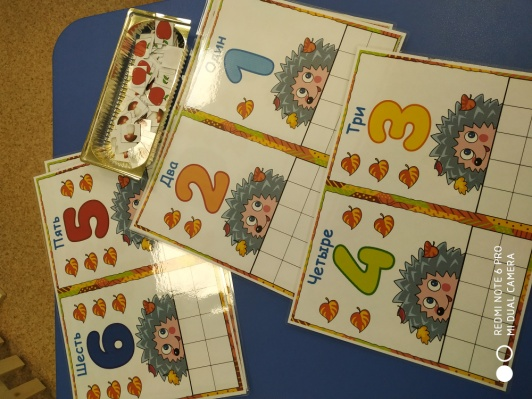 Один
1
Два
2
Три
3
Четыре
4
Пять
5
Шесть
6
REDMI NOTE 6 PRO
MI DUAL CAMERA